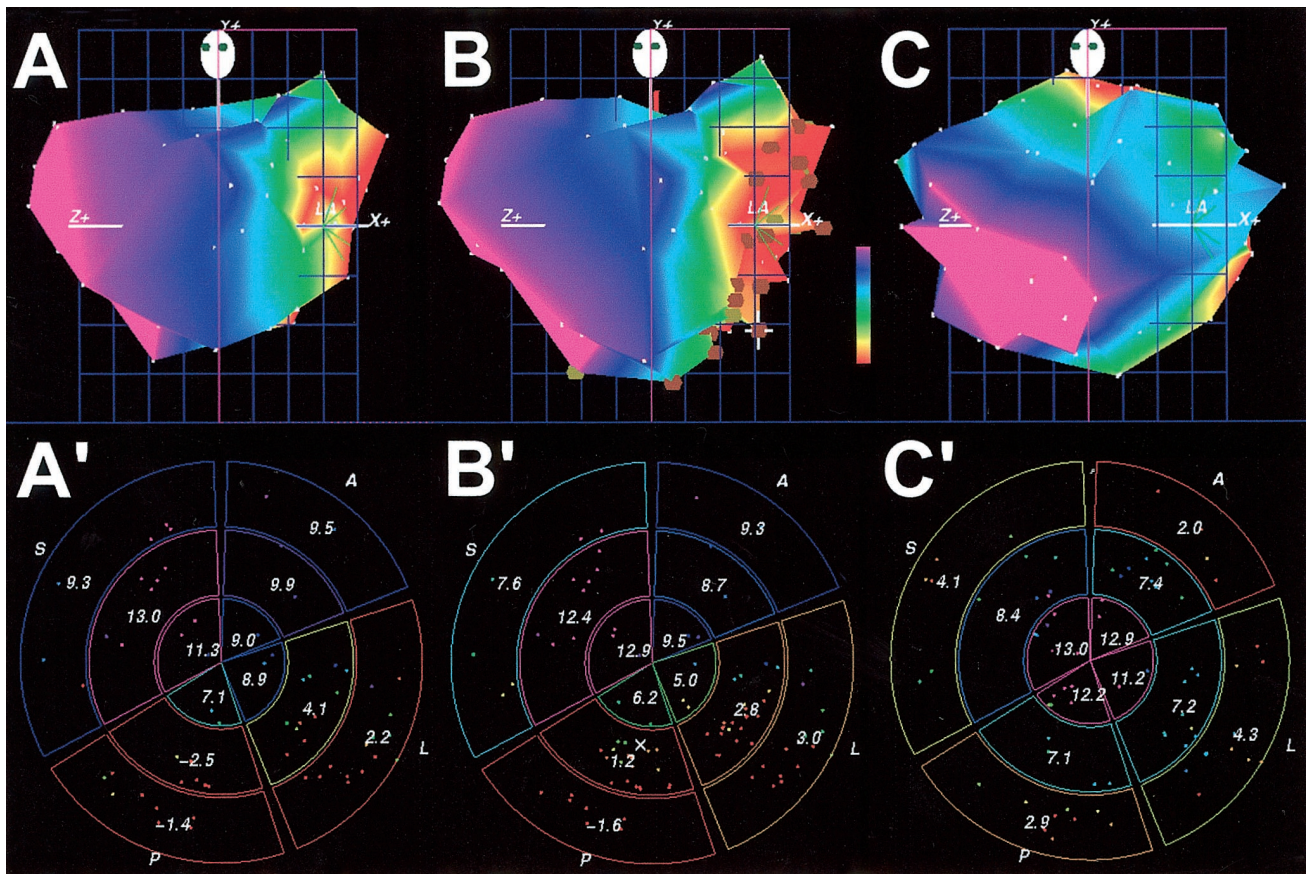 A
B
C
Y+
Y+
Y+
Z+
LA
X+
Z+
LA
X+
Z+
LA
X+
A'
B'
C'
A
S
9.5
9.3
9.9
13.0
9.0
11.3
8.9
7.1
4.1
2.2
-2.5
L
-1.4
P
A
S
9.3
7.6
8.7
12.4
9.5
12.9
5.0
6.2
2.8
3.0
1.2
L
-1.6
P
A
S
2.0
4.1
7.4
8.4
12.9
13.0
11.2
12.2
7.2
4.3
7.1
L
2.9
P